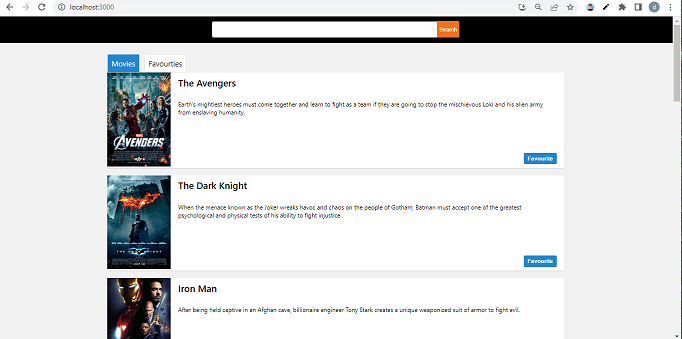 localhost:3000
d
Search
Movies
Favourties
The Avengers
Earth's mightiest heroes must come together and learn to fight as a team if they are going to stop the mischievous Loki and his alien army
from enslaving humanity.
AVENGERS
Favourite
The Dark Knight
When the menace known as the Joker wreaks havoc and chaos on the people of Gotham, Batman must accept one of the greatest
psychological and physical tests of his ability to fight injustice.
Favourite
Iron Man
After being held captive in an Afghan cave, billionaire engineer Tony Stark creates a unique weaponized suit of armor to fight evil.